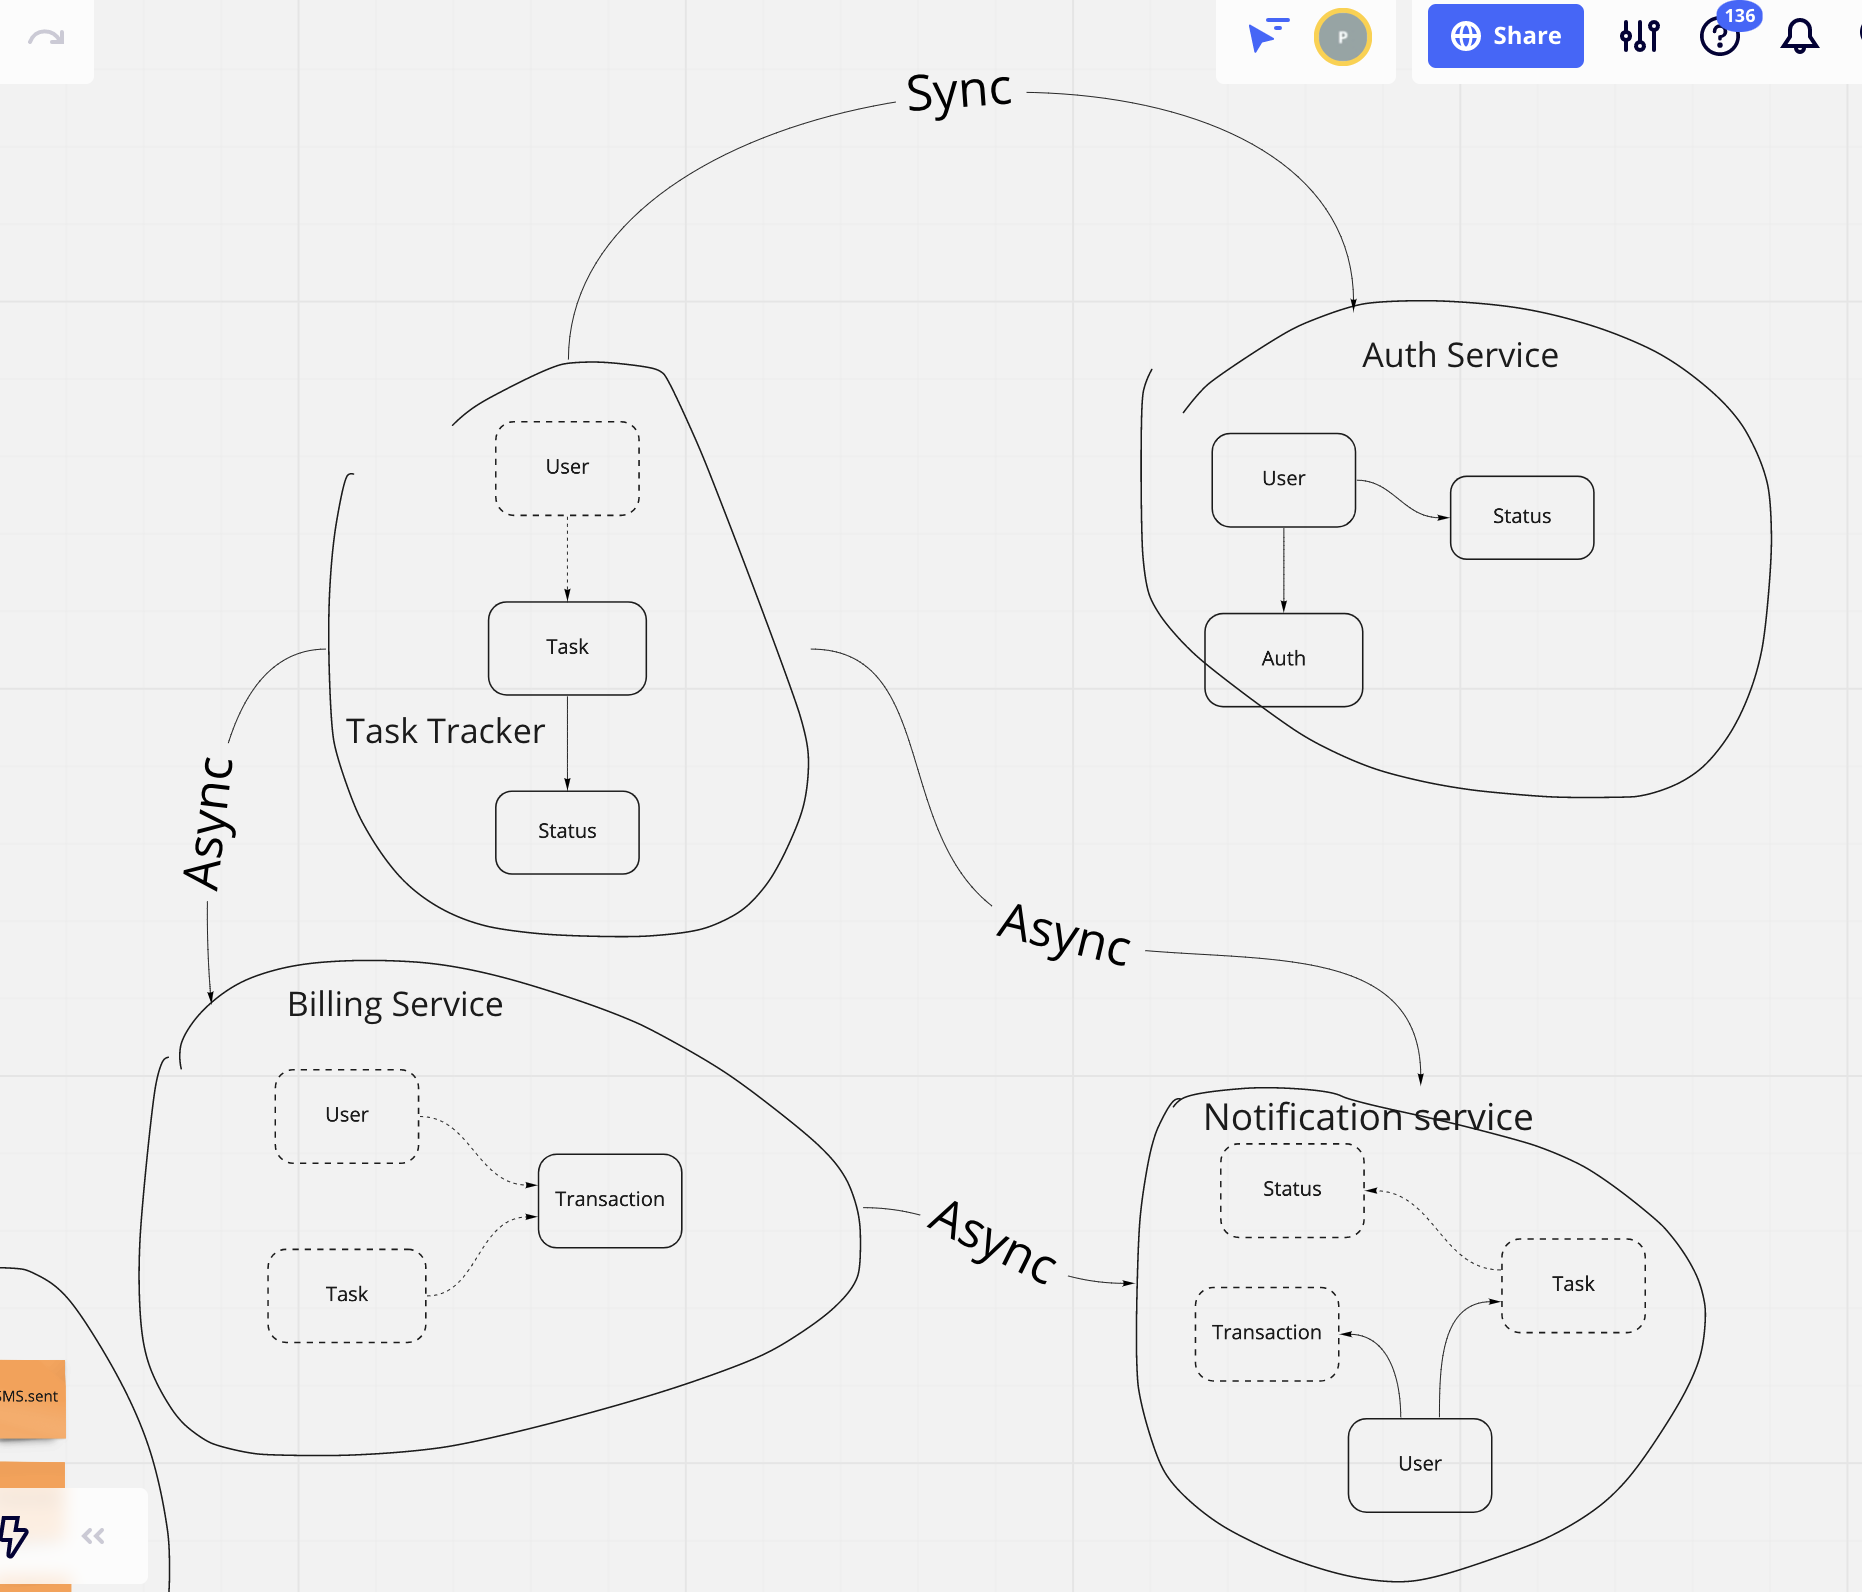 P
Share
136
Sync
Auth Service
User
Status
Auth
User
Task
Task Tracker
Status
Async
Async
Billing Service
User
Transaction
Task
Async
Notification service
Status
Task
Transaction
User
SMS.sent